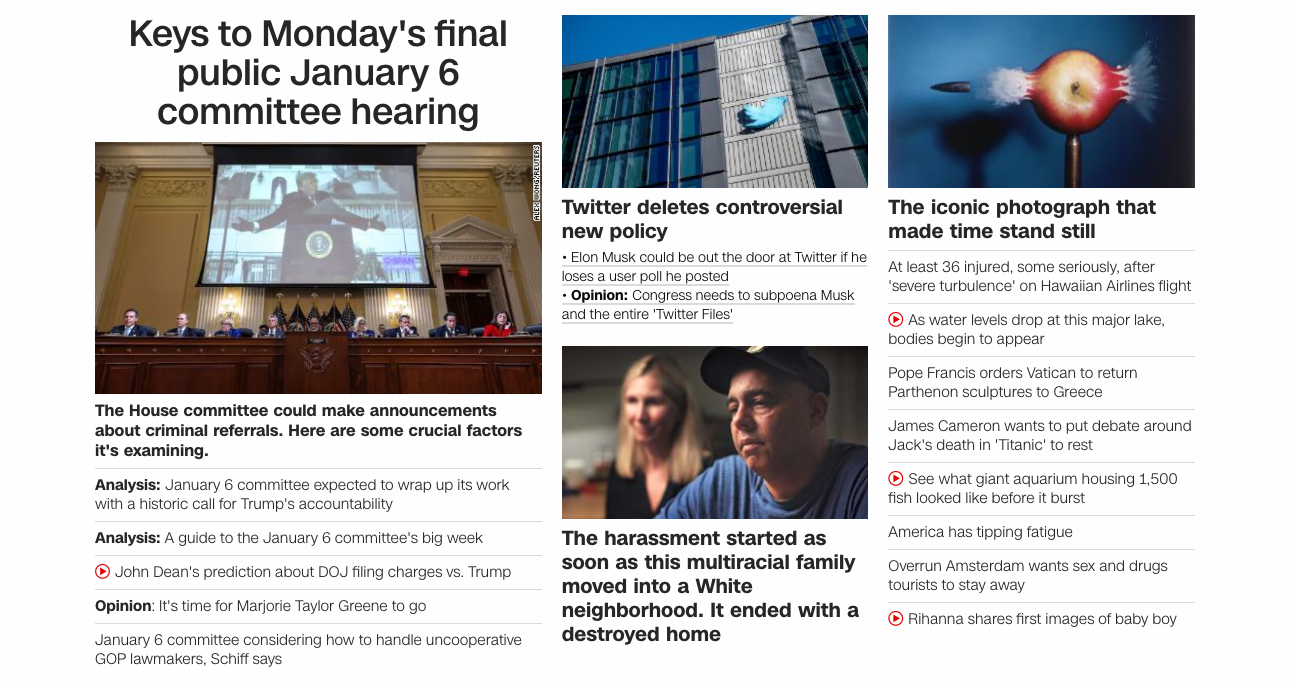 Keys to Monday's final
public January 6
committee hearing
ALEX WONG/REUTERS
C-SPAN
The House committee could make announcements
about criminal referrals. Here are some crucial factors
it's examining.
Analysis: January 6 committee expected to wrap up its work
with a historic call for Trump's accountability
Analysis: A guide to the January 6 committee's big week
John Dean's prediction about DOJ filing charges vs. Trump
Opinion: It's time for Marjorie Taylor Greene to go
January 6 committee considering how to handle uncooperative
GOP lawmakers, Schiff says
Twitter deletes controversial
new policy
• Elon Musk could be out the door at Twitter if he
loses a user poll he posted
• Opinion: Congress needs to subpoena Musk
and the entire 'Twitter Files'
The harassment started as
soon as this multiracial family
moved into a White
neighborhood. It ended with a
destroyed home
The iconic photograph that
made time stand still
At least 36 injured, some seriously, after
'severe turbulence' on Hawaiian Airlines flight
As water levels drop at this major lake,
bodies begin to appear
Pope Francis orders Vatican to return
Parthenon sculptures to Greece
James Cameron wants to put debate around
Jack's death in 'Titanic' to rest
See what giant aquarium housing 1,500
fish looked like before it burst
America has tipping fatigue
Overrun Amsterdam wants sex and drugs
tourists to stay away
Rihanna shares first images of baby boy